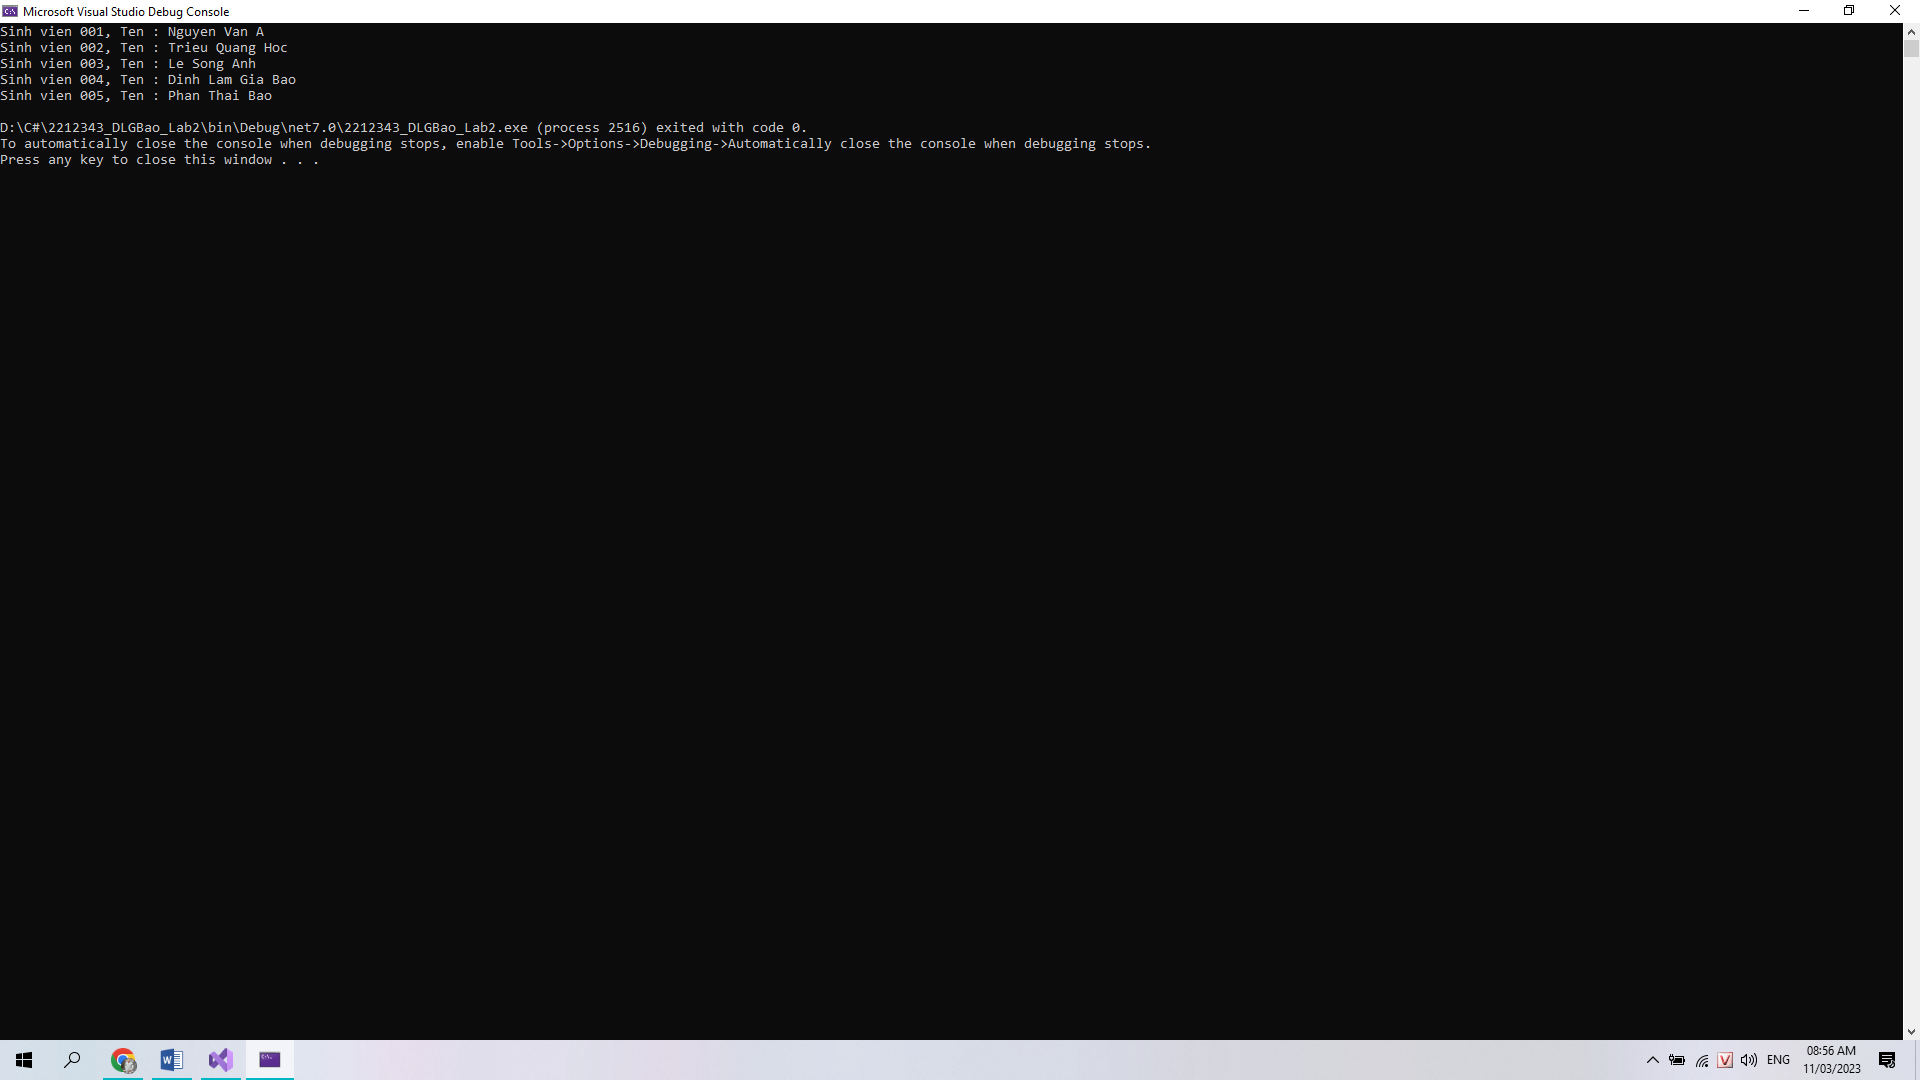 Microsoft Visual Studio Debug Console
Sinh vien 001, Ten : Nguyen Van A
Sinh vien 002, Ten : Trieu Quang Hoc
Sinh vien 003, Ten : Le Song Anh
Sinh vien 004, Ten : Dinh Lam Gia Bao
Sinh vien 005, Ten : Phan Thai Bao
D:\C#\2212343_DLGBao_Lab2\bin\Debug\net7.0\2212343_DLGBao_Lab2.exe (process 2516) exited with code 0.
To automatically close the console when debugging stops, enable Tools->Options->Debugging->Automatically close the console when debugging stops.
Press any key to close this window . . .
ENG
08:56 AM
11/03/2023